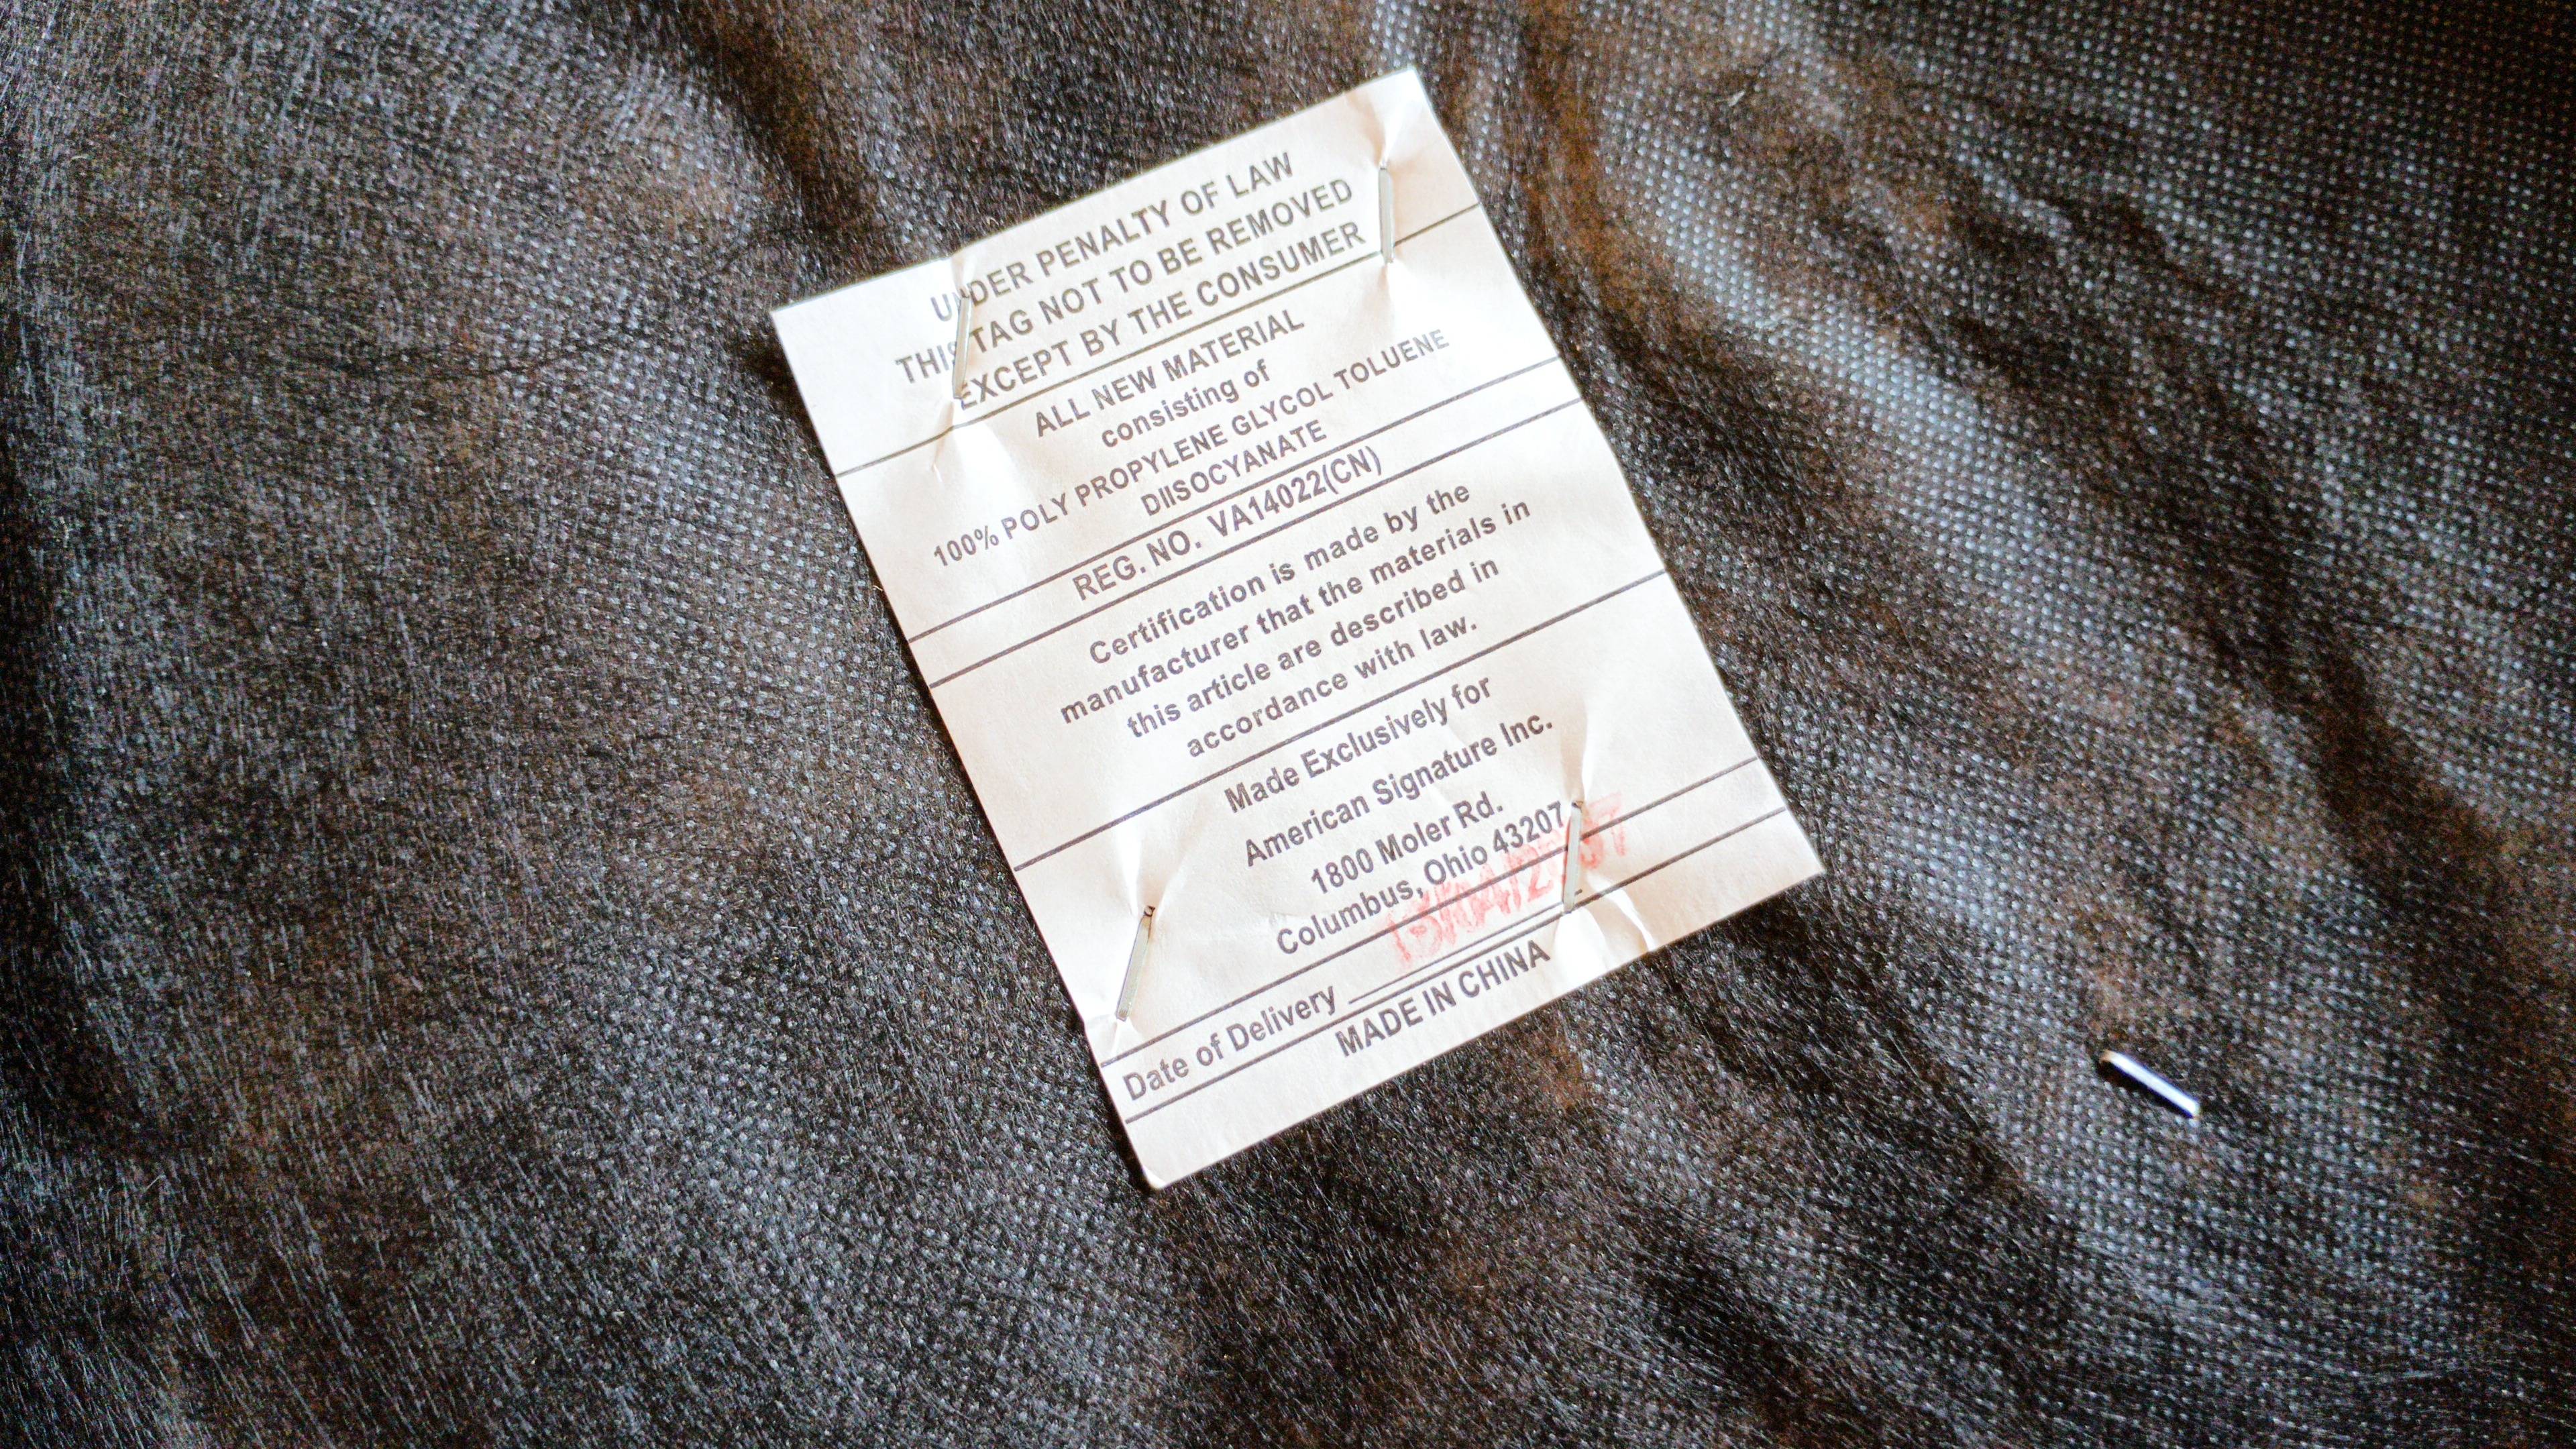 UNDER PENALTY OF LAW
THIS TAG NOT TO BE REMOVED
EXCEPT BY THE CONSUMER
ALL NEW MATERIAL
consisting of
100% POLY PROPYLENE GLYCOL TOLUENE
DIISOCYANATE
REG. NO. VA14022(CN)
Certification is made by the
manufacturer that the materials in
this article are described in
accordance with law.
Made Exclusively for
American Signature Inc.
1800 Moler Rd.
Columbus, Ohio 43207
Date of Delivery
MADE IN CHINA